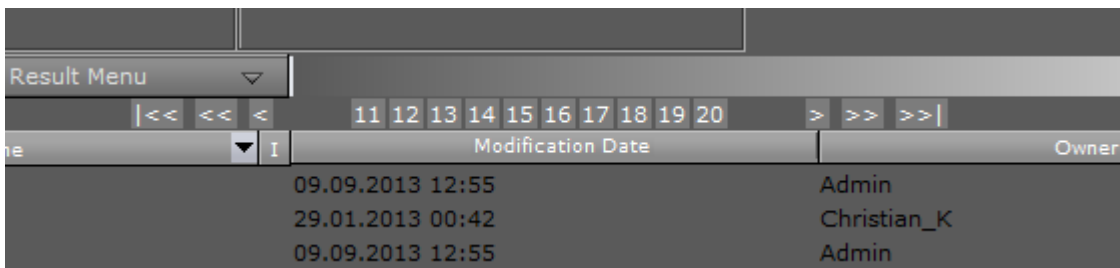 Result Menu
|<< << < 11 12 13 14 15 16 17 18 19 20 > >> >>|
I Modification Date Owner
09.09.2013 12:55 Admin
29.01.2013 00:42 Christian_K
09.09.2013 12:55 Admin